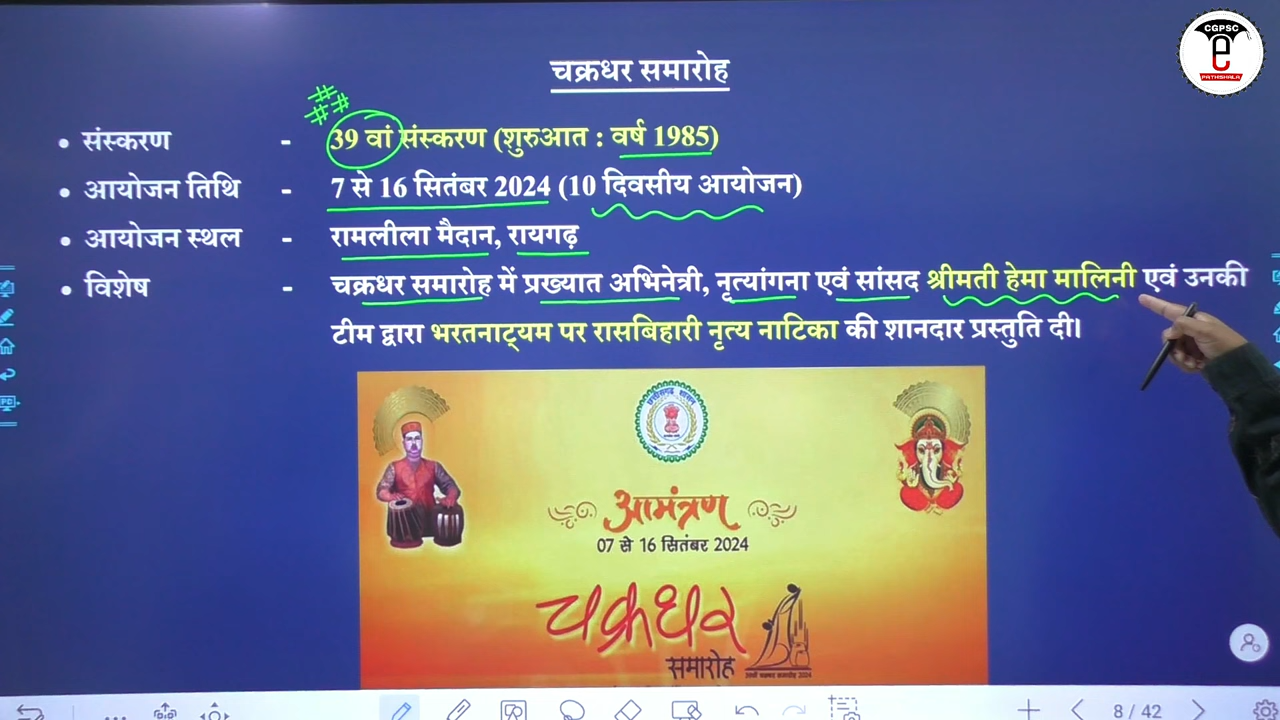 CGPSC
e
PATHSHALA
चक्रधर समारोह
• संस्करण - 39 वां संस्करण (शुरुआत : वर्ष 1985)
• आयोजन तिथि - 7 से 16 सितंबर 2024 (10 दिवसीय आयोजन)
• आयोजन स्थल - रामलीला मैदान, रायगढ़
• विशेष - चक्रधर समारोह में प्रख्यात अभिनेत्री, नृत्यांगना एवं सांसद श्रीमती हेमा मालिनी एवं उनकी
टीम द्वारा भरतनाट्यम पर रासबिहारी नृत्य नाटिका की शानदार प्रस्तुति दी।
आमंत्रण
07 से 16 सितंबर 2024
चक्रधर
समारोह
8 / 42